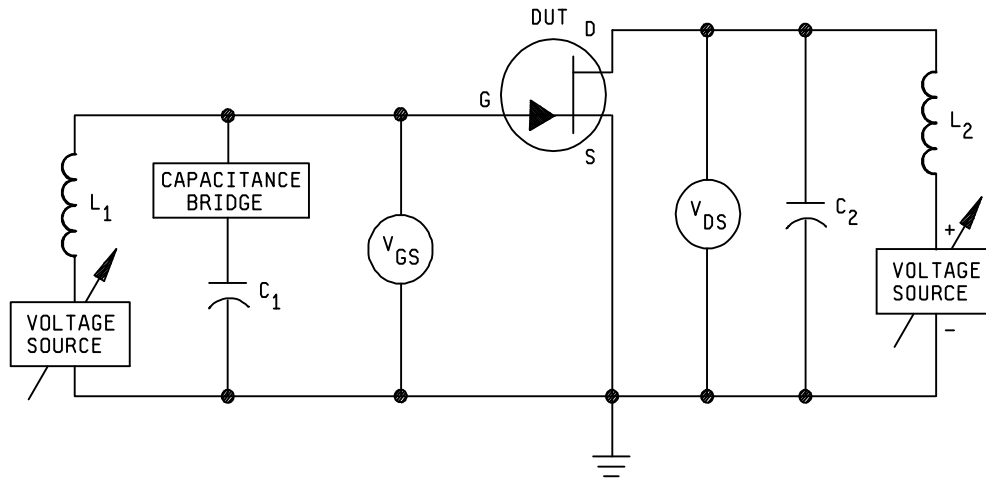 DUT
D
G
S
L1
CAPACITANCE
BRIDGE
C1
VGS
VDS
C2
L2
VOLTAGE
SOURCE
+
VOLTAGE
SOURCE
−